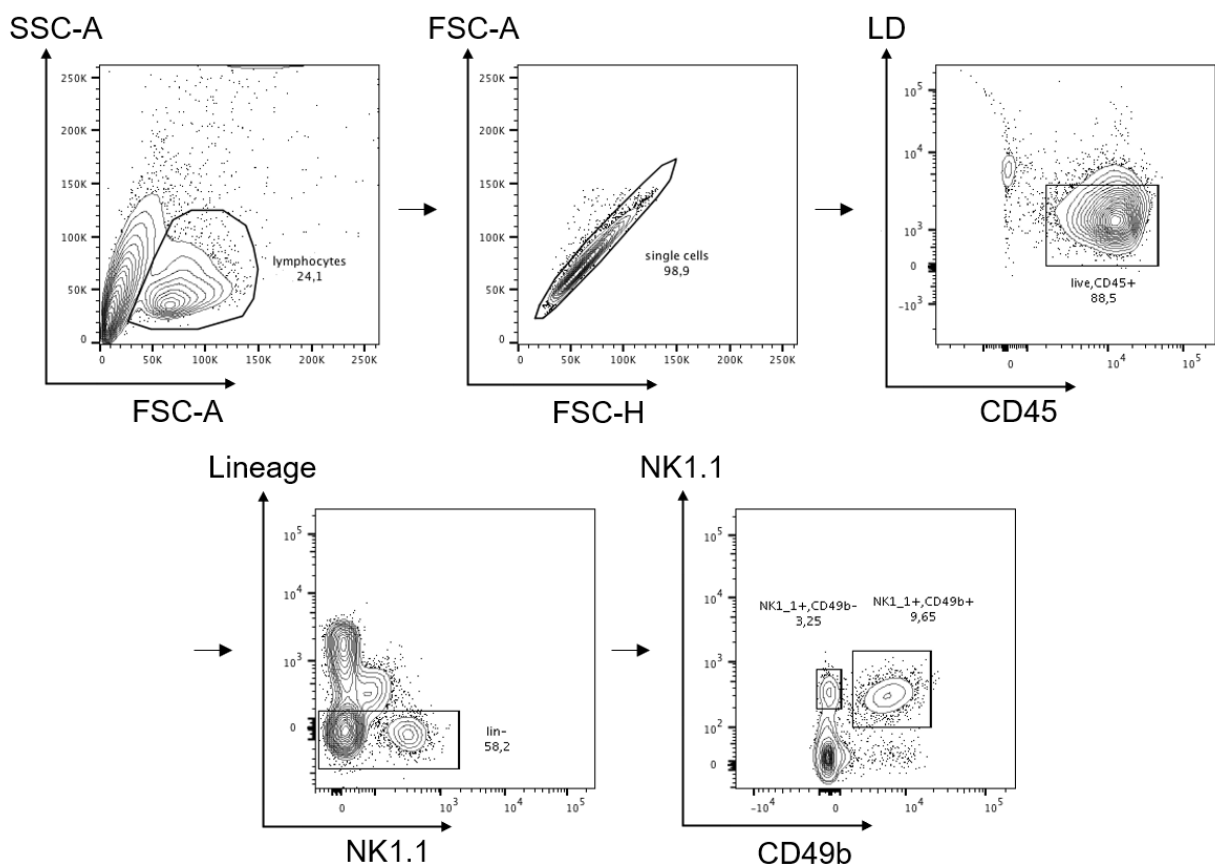 SSC-A
250K
200K
150K
100K
50K
0
lymphocytes
24,1
0 50K 100K 150K 200K 250K
FSC-A
FSC-A
250K
200K
150K
100K
50K
0
single cells
98,9
0 50K 100K 150K 200K 250K
FSC-H
LD
10^5
10^4
10^3
0
-10^3
live,CD45+
88,5
0 10^4 10^5
CD45
Lineage
10^5
10^4
10^3
0
lin-
58,2
0 10^3 10^4 10^5
NK1.1
NK1.1
10^5
10^4
10^3
10^2
0
NK1_1+,CD49b-
3,25
NK1_1+,CD49b+
9,65
-10^4 0 10^4 10^5
CD49b